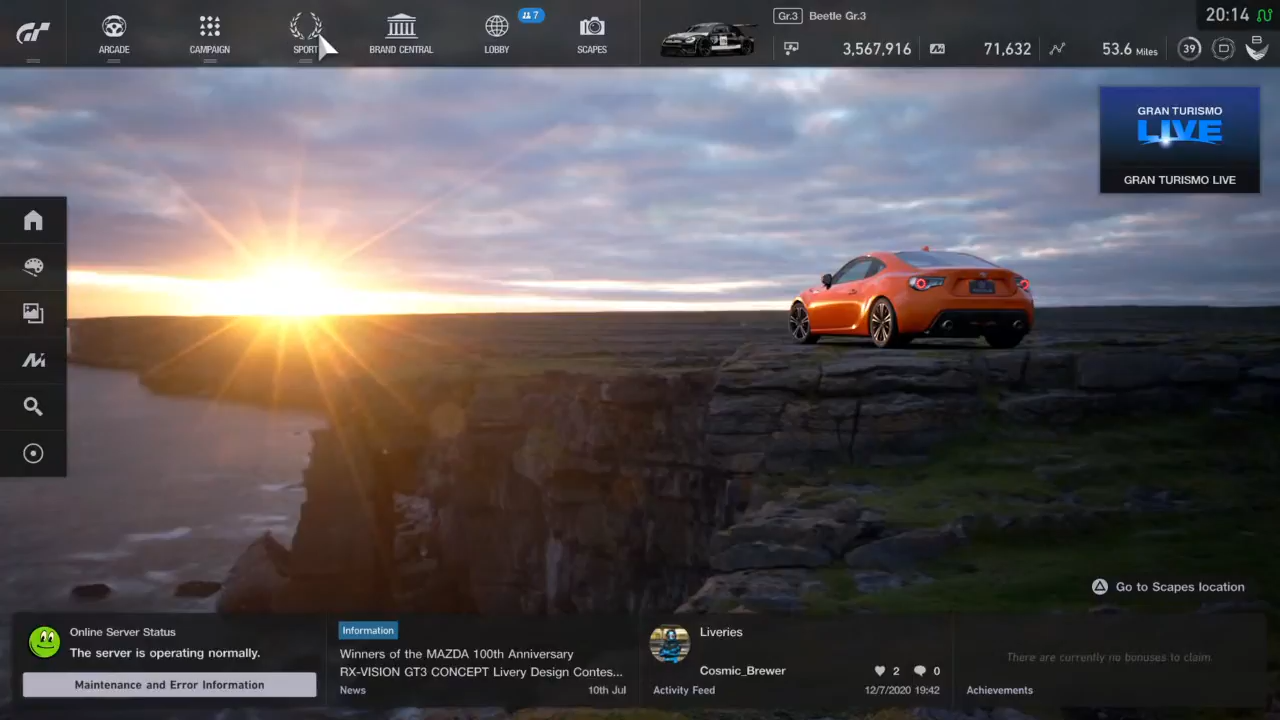 ARCADE
CAMPAIGN
SPORT
BRAND CENTRAL
LOBBY
7
SCAPES
Gr.3 Beetle Gr.3
3,567,916
71,632
53.6 Miles
39
B
20:14
GRAN TURISMO
LIVE
GRAN TURISMO LIVE
Go to Scapes location
Online Server Status
The server is operating normally.
Maintenance and Error Information
Information
Winners of the MAZDA 100th Anniversary
RX-VISION GT3 CONCEPT Livery Design Contes...
News 10th Jul
Liveries
Cosmic_Brewer
2 0
Activity Feed 12/7/2020 19:42
There are currently no bonuses to claim.
Achievements